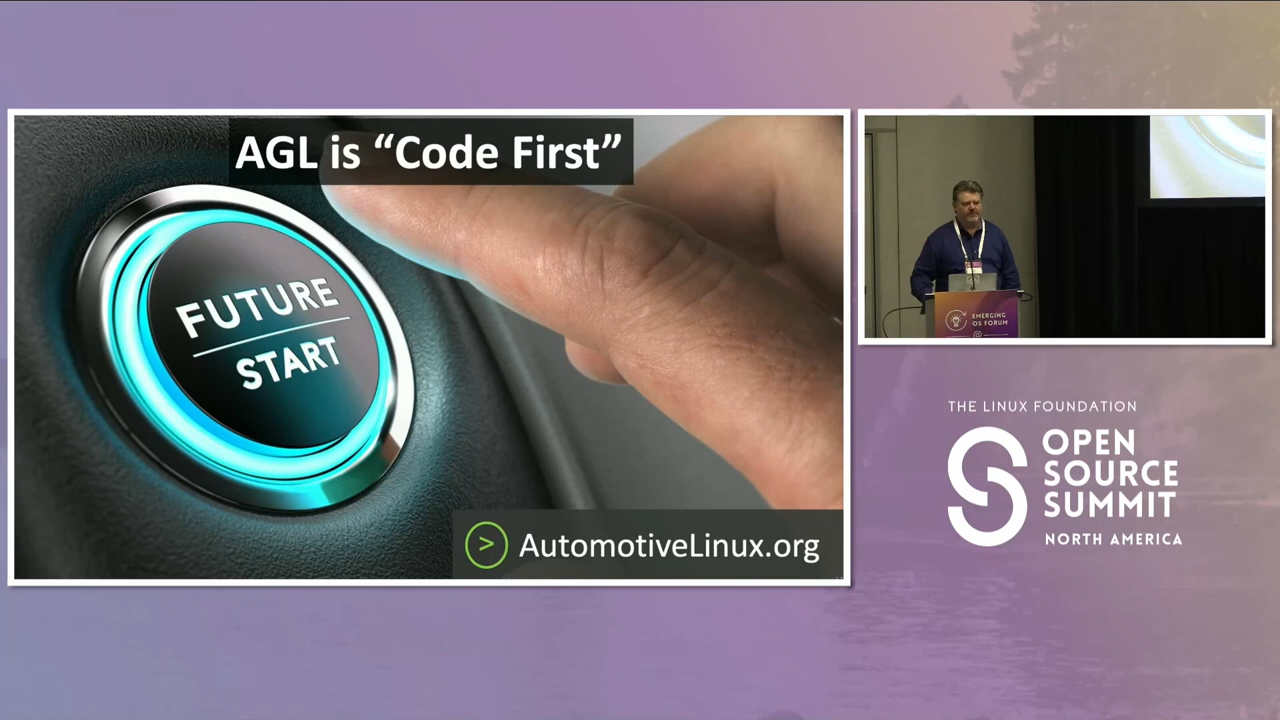 AGL is “Code First”
FUTURE
START
AutomotiveLinux.org
EMERGING
OS FORUM
THE LINUX FOUNDATION
OPEN
SOURCE
SUMMIT
NORTH AMERICA